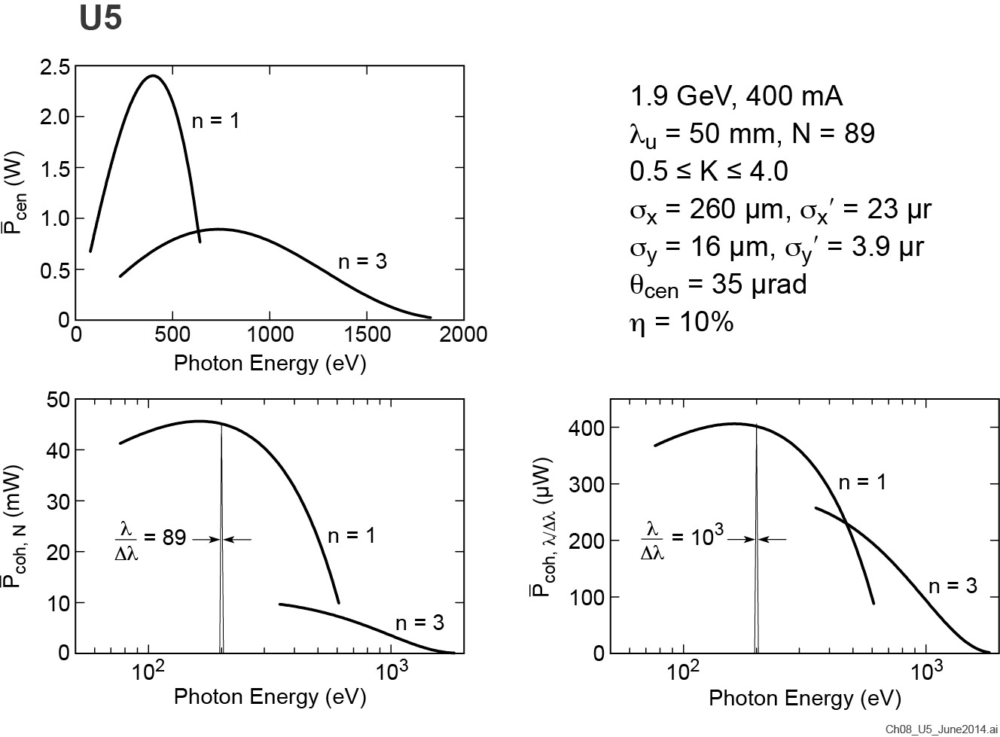 U5
2.5
2.0
1.5
1.0
0.5
0
P̅cen (W)
n = 1
n = 3
0 500 1000 1500 2000
Photon Energy (eV)
1.9 GeV, 400 mA
λu = 50 mm, N = 89
0.5 ≤ K ≤ 4.0
σx = 260 μm, σx′ = 23 μr
σy = 16 μm, σy′ = 3.9 μr
θcen = 35 μrad
η = 10%
50
40
30
20
10
0
P̅coh, N (mW)
λ/Δλ = 89
n = 1
n = 3
10² 10³
Photon Energy (eV)
400
300
200
100
0
P̅coh, λ/Δλ (μW)
n = 1
λ/Δλ = 10³
n = 3
10² 10³
Photon Energy (eV)
Ch08_U5_June2014.ai